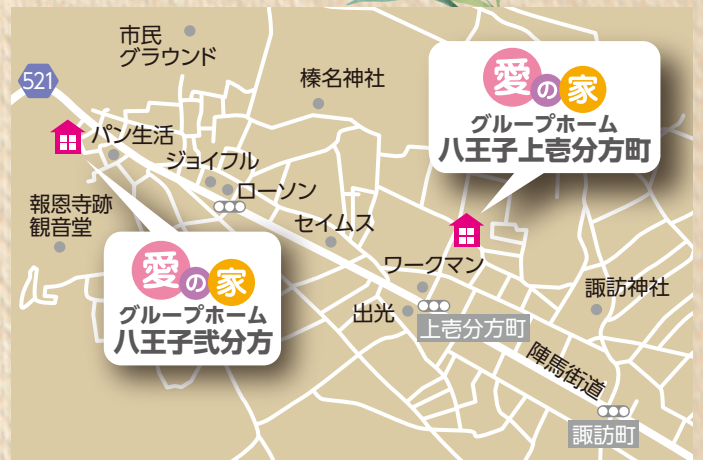 市民
グラウンド
521
榛名神社
愛の家
グループホーム
八王子上壱分方町
パン生活
ジョイフル
ローソン
報恩寺跡
観音堂
セイムス
愛の家
グループホーム
八王子弐分方
ワークマン
出光
上壱分方町
諏訪神社
陣馬街道
諏訪町